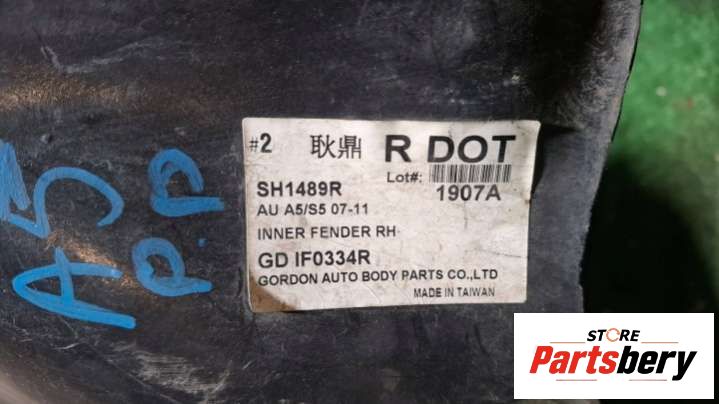 #2 耿鼎 R DOT
Lot#: 1907A
SH1489R
AU A5/S5 07-11
INNER FENDER RH
GD IF0334R
GORDON AUTO BODY PARTS CO.,LTD
MADE IN TAIWAN
A5
P.P
STORE
Partsbery